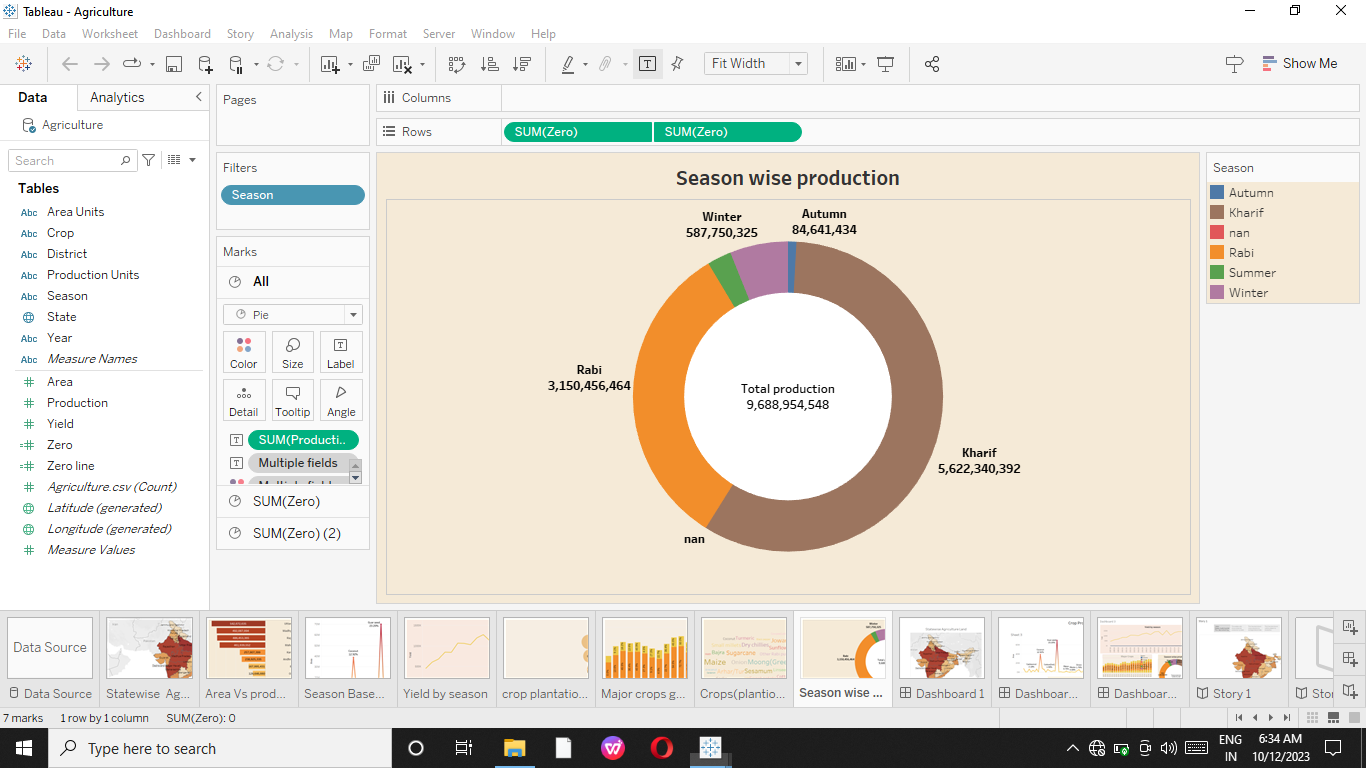 Tableau - Agriculture
File Data Worksheet Dashboard Story Analysis Map Format Server Window Help
Fit Width
Show Me
Data Analytics
Agriculture
Search
Tables
Abc Area Units
Abc Crop
Abc District
Abc Production Units
Abc Season
State
Abc Year
Abc Measure Names
Area
Production
Yield
Zero
Zero line
Agriculture.csv (Count)
Latitude (generated)
Longitude (generated)
Measure Values
Pages
Filters
Season
Marks
All
Pie
Color Size Label
Detail Tooltip Angle
SUM(Producti..
Multiple fields
SUM(Zero)
SUM(Zero) (2)
Columns
Rows SUM(Zero) SUM(Zero)
Season wise production
Winter
587,750,325
Autumn
84,641,434
Rabi
3,150,456,464
Total production
9,688,954,548
Kharif
5,622,340,392
nan
Season
Autumn
Kharif
nan
Rabi
Summer
Winter
Data Source
Maize
Sugarcane
Data Source Statewise Ag... Area Vs prod... Season Base... Yield by season crop plantatio... Major crops g... Crops(plantio... Season wise ... Dashboard 1 Dashboar... Dashboar... Story 1 Stor
7 marks 1 row by 1 column SUM(Zero): 0
Type here to search
ENG
IN
6:34 AM
10/12/2023